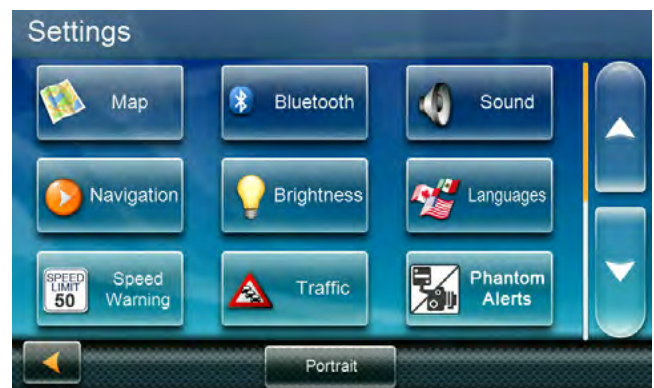 Settings
Map
Bluetooth
Sound
Navigation
Brightness
Languages
SPEED
LIMIT
50
Speed
Warning
Traffic
Phantom
Alerts
Portrait